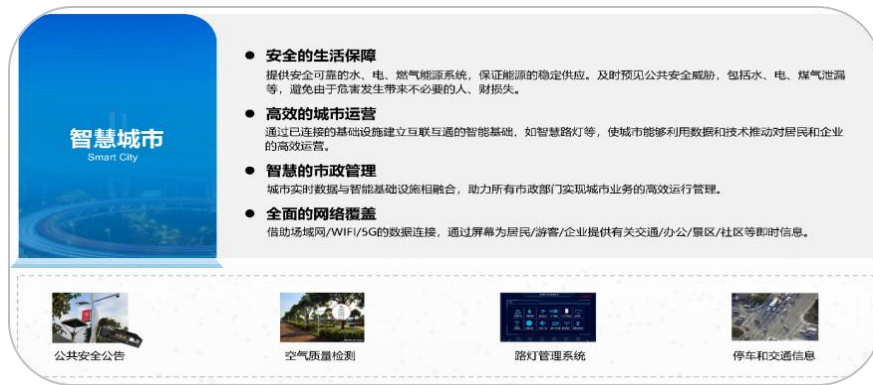 智慧城市
Smart City
安全的生活保障
提供安全可靠的水、电、燃气能源系统，保证能源的稳定供应。及时预见公共安全威胁，包括水、电、煤气泄漏
等，避免由于危害发生带来不必要的人、财损失。
高效的城市运营
通过已连接的基础设施建立互联互通的智能基础，如智慧路灯等，使城市能够利用数据和技术推动对居民和企业
的高效运营。
智慧的市政管理
城市实时数据与智能基础设施相融合，助力所有市政部门实现城市业务的高效运行管理。
全面的网络覆盖
借助场域网/WIFI/5G的数据连接，通过屏幕为居民/游客/企业提供有关交通/办公/景区/社区等即时信息。
公共安全公告
空气质量检测
路灯管理系统
停车和交通信息